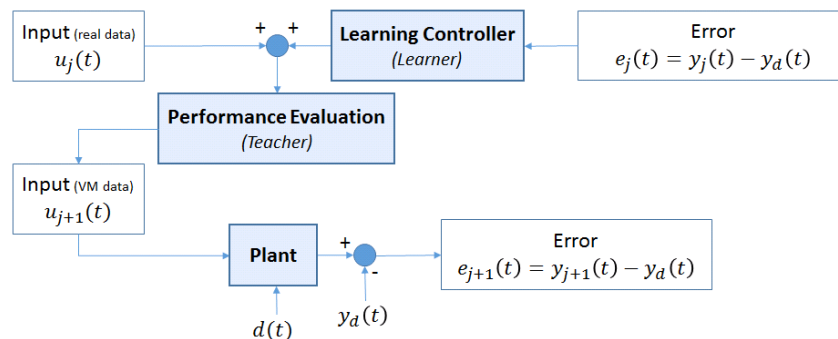 Input (real data)
u_j(t)
+ +
Learning Controller
(Learner)
Error
e_j(t) = y_j(t) − y_d(t)
Performance Evaluation
(Teacher)
Input (VM data)
u_{j+1}(t)
Plant
+
-
Error
e_{j+1}(t) = y_{j+1}(t) − y_d(t)
d(t)
y_d(t)